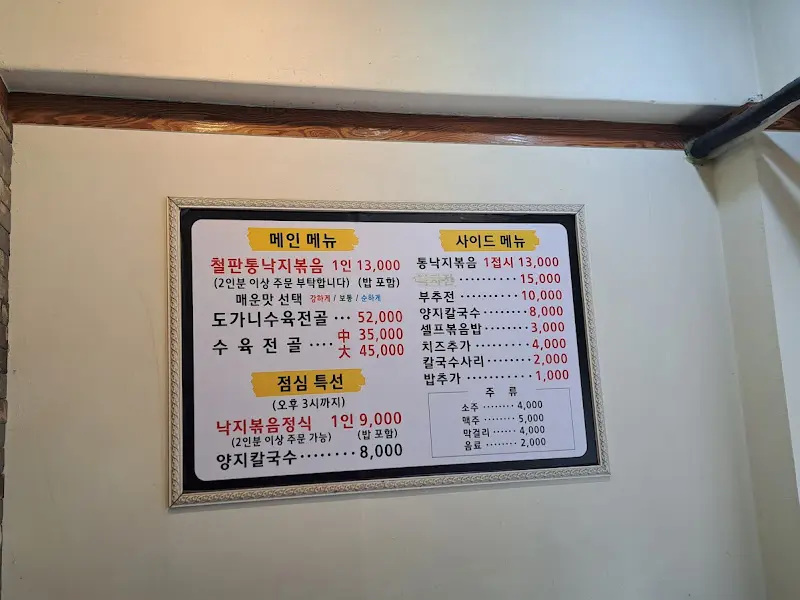 메인 메뉴
철판통낙지볶음 1인 13,000
(2인분 이상 주문 부탁합니다) (밥 포함)
매운맛 선택 강하게 / 보통 / 순하게
도가니수육전골 ··· 52,000
수육전골 ···· 中 35,000
大 45,000
점심 특선
(오후 3시까지)
낙지볶음정식 1인 9,000
(2인분 이상 주문 가능) (밥 포함)
양지칼국수 ········ 8,000
사이드 메뉴
통낙지볶음 1접시 13,000
·········· 15,000
부추전 ·········· 10,000
양지칼국수 ········ 8,000
셀프볶음밥 ········ 3,000
치즈추가 ·········· 4,000
칼국수사리 ········ 2,000
밥추가 ··········· 1,000
주 류
소주 ········ 4,000
맥주 ········ 5,000
막걸리 ······ 4,000
음료 ········ 2,000